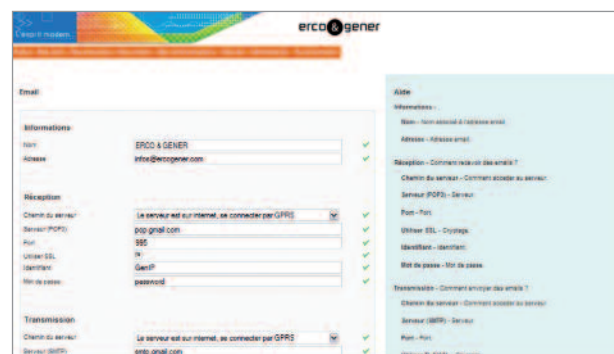 L'esprit modem
erco&gener
Email
Informations
Nom
ERCO & GENER
Adresse
infos@ercogener.com
Réception
Chemin du serveur
Le serveur est sur internet, se connecter par GPRS
Serveur (POP3)
pop.gmail.com
Port
995
Utiliser SSL
Identifiant
GenIP
Mot de passe
password
Transmission
Chemin du serveur
Le serveur est sur internet, se connecter par GPRS
Serveur (SMTP)
smtp.gmail.com
Aide
Informations -
Nom - Nom associé à l'adresse email.
Adresse - Adresse email.
Réception - Comment recevoir des emails ?
Chemin du serveur - Comment accéder au serveur.
Serveur (POP3) - Serveur.
Port - Port.
Utiliser SSL - Cryptage.
Identifiant - Identifiant.
Mot de passe - Mot de passe.
Transmission - Comment envoyer des emails ?
Chemin du serveur - Comment accéder au serveur.
Serveur (SMTP) - Serveur.
Port - Port.